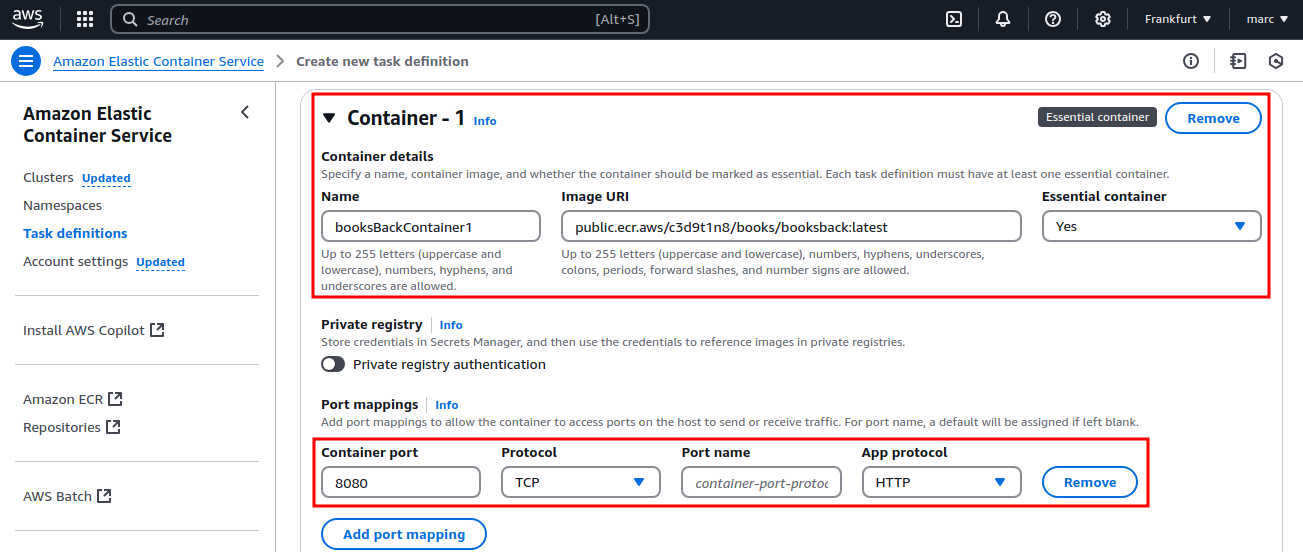 aws
Search
[Alt+S]
Frankfurt
marc
Amazon Elastic Container Service
Create new task definition
Amazon Elastic
Container Service
Clusters Updated
Namespaces
Task definitions
Account settings Updated
Install AWS Copilot
Amazon ECR
Repositories
AWS Batch
Container - 1 Info
Essential container
Remove
Container details
Specify a name, container image, and whether the container should be marked as essential. Each task definition must have at least one essential container.
Name
booksBackContainer1
Up to 255 letters (uppercase and
lowercase), numbers, hyphens, and
underscores are allowed.
Image URI
public.ecr.aws/c3d9t1n8/books/booksback:latest
Up to 255 letters (uppercase and lowercase), numbers, hyphens, underscores,
colons, periods, forward slashes, and number signs are allowed.
Essential container
Yes
Private registry Info
Store credentials in Secrets Manager, and then use the credentials to reference images in private registries.
Private registry authentication
Port mappings Info
Add port mappings to allow the container to access ports on the host to send or receive traffic. For port name, a default will be assigned if left blank.
Container port
8080
Protocol
TCP
Port name
container-port-protoc
App protocol
HTTP
Remove
Add port mapping